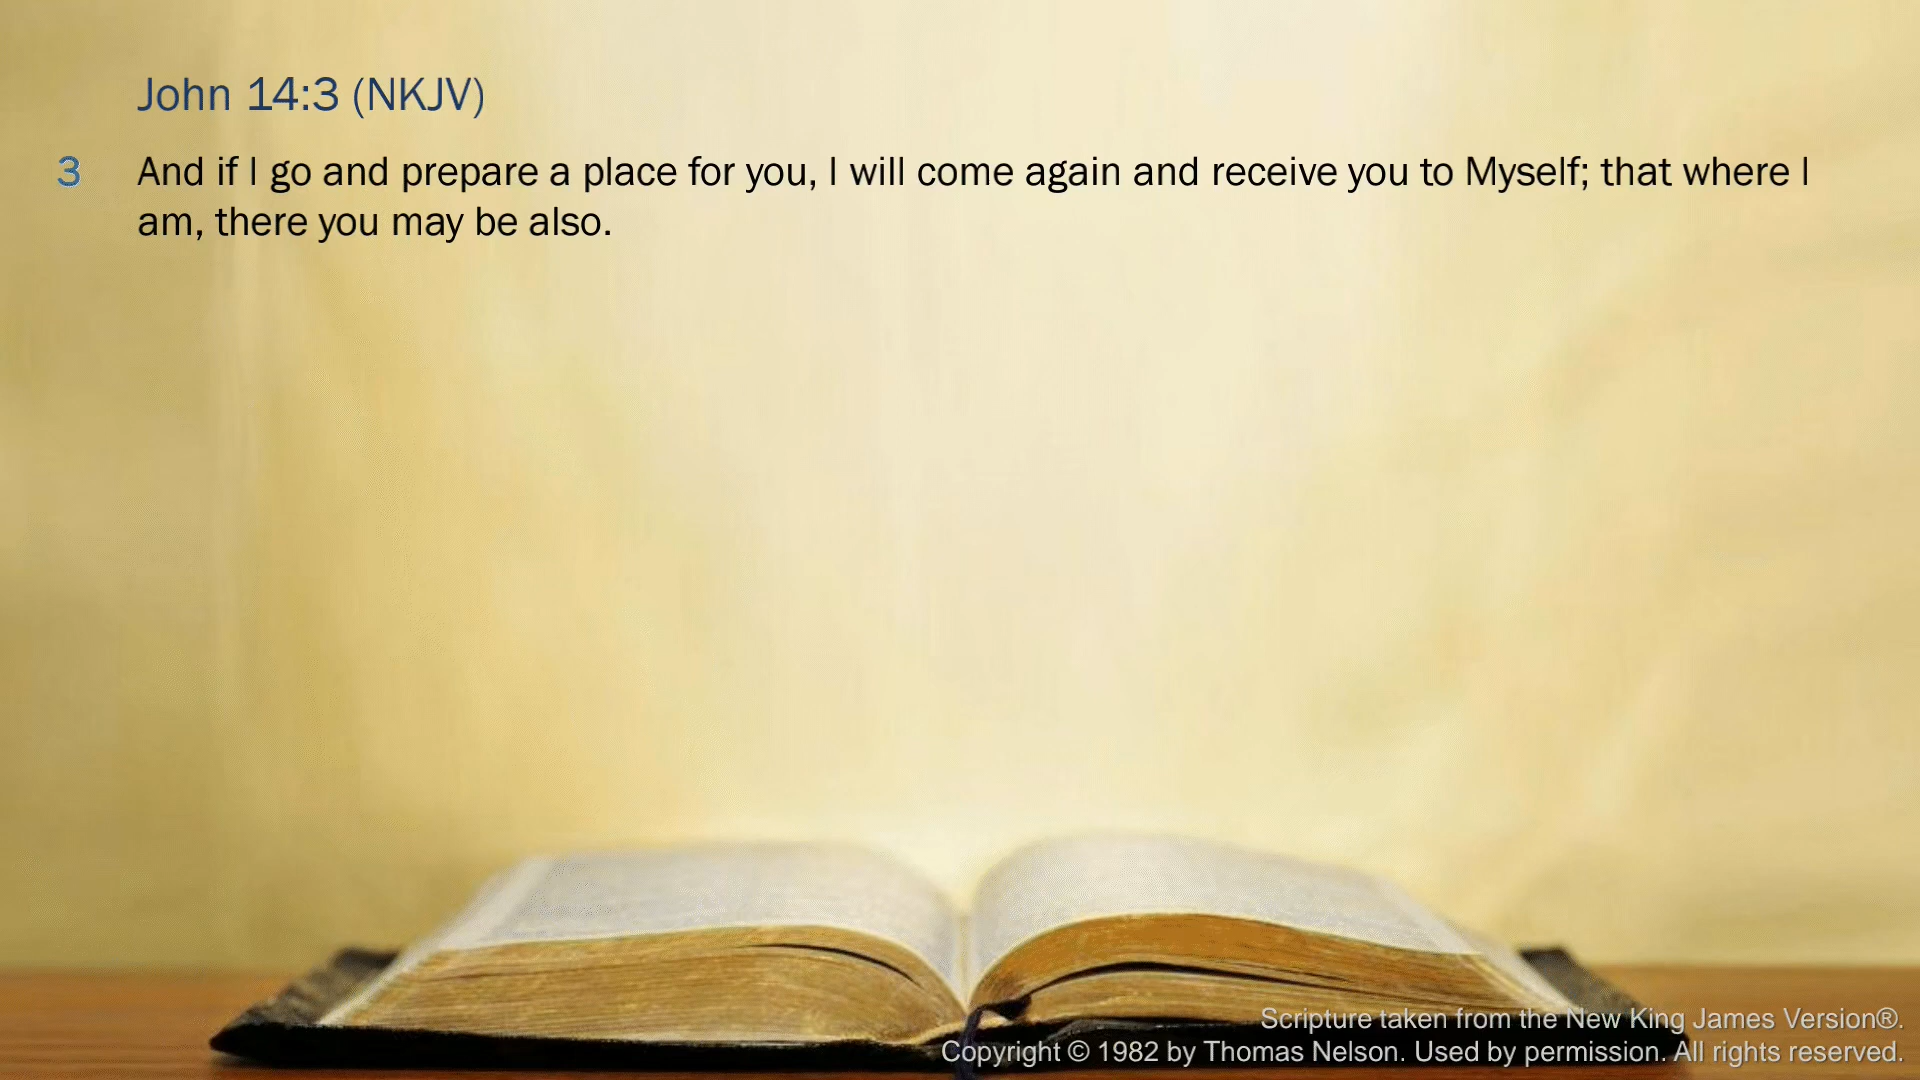 John 14:3 (NKJV)
3 And if I go and prepare a place for you, I will come again and receive you to Myself; that where I
am, there you may be also.
Scripture taken from the New King James Version®.
Copyright © 1982 by Thomas Nelson. Used by permission. All rights reserved.